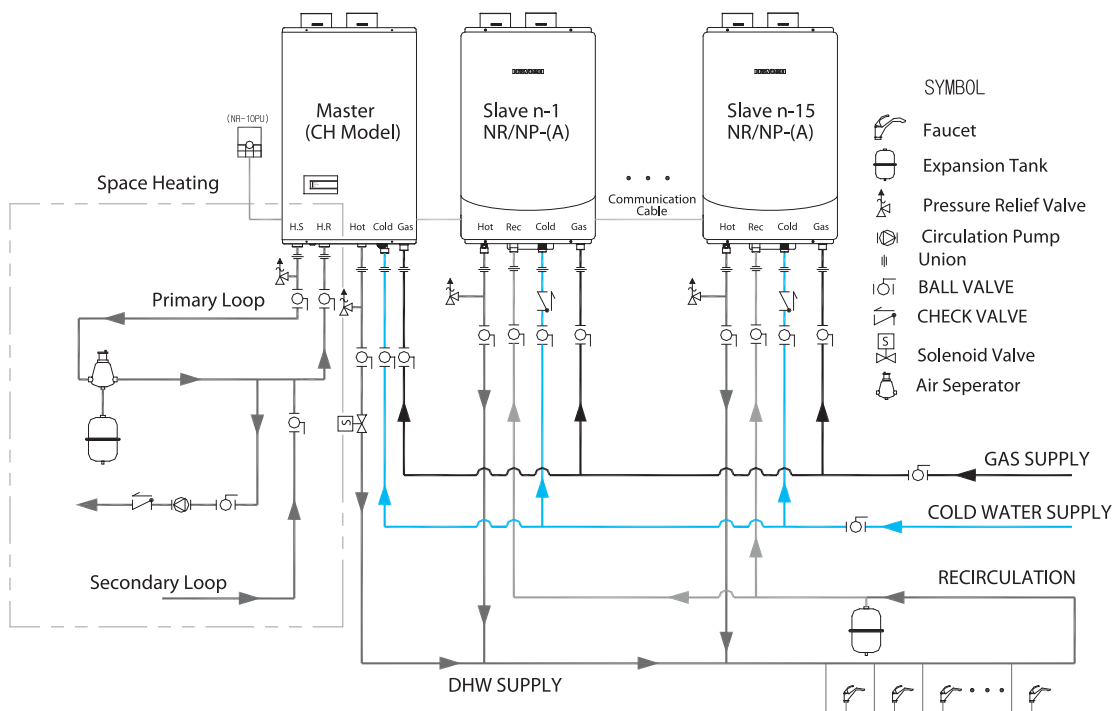 Master
(CH Model)
Slave n-1
NR/NP-(A)
Slave n-15
NR/NP-(A)
SYMBOL
(NR-10PU)
Faucet
Expansion Tank
Space Heating
Communication
Cable
Pressure Relief Valve
H.S
H.R
Hot
Cold
Gas
Hot
Rec
Cold
Gas
Hot
Rec
Cold
Gas
Circulation Pump
Union
BALL VALVE
Primary Loop
CHECK VALVE
S
Solenoid Valve
Air Seperator
S
GAS SUPPLY
COLD WATER SUPPLY
Secondary Loop
RECIRCULATION
DHW SUPPLY